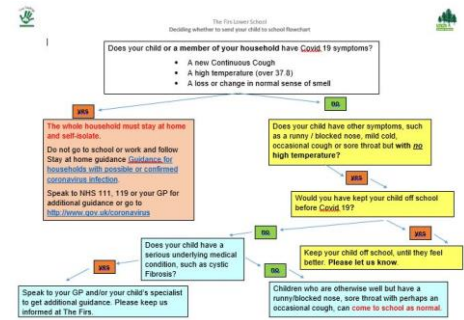 The Firs Lower School
Deciding whether to send your child to school flowchart
Does your child or a member of your household have Covid 19 symptoms?
• A new Continuous Cough
• A high temperature (over 37.8)
• A loss or change in normal sense of smell
yes
no
The whole household must stay at home
and self-isolate.
Do not go to school or work and follow
Stay at home guidance Guidance for
households with possible or confirmed
coronavirus infection.
Speak to NHS 111, 119 or your GP for
additional guidance or go to
http://www.gov.uk/coronavirus
Does your child have other symptoms, such
as a runny / blocked nose, mild cold,
occasional cough or sore throat but with no
high temperature?
yes
Would you have kept your child off school
before Covid 19?
no
yes
Does your child have a
serious underlying medical
condition, such as cystic
Fibrosis?
Keep your child off school, until they feel
better. Please let us know.
yes
no
Speak to your GP and/or your child's specialist
to get additional guidance. Please keep us
informed at The Firs.
Children who are otherwise well but have a
runny/blocked nose, sore throat with perhaps an
occasional cough, can come to school as normal.